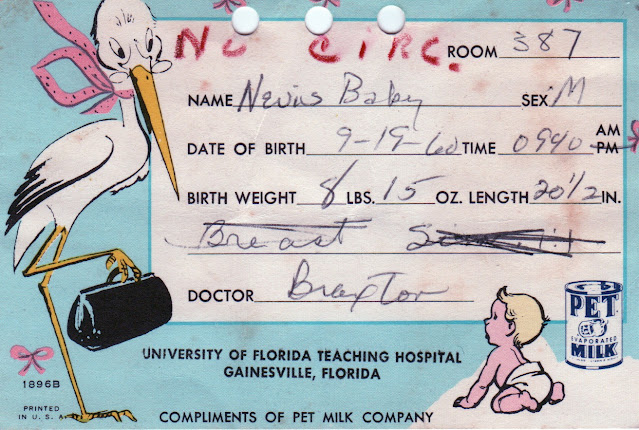 NO CIRC.
ROOM 387
NAME Nevins Baby SEX M
DATE OF BIRTH 9-19-60 TIME 0940 AM PM
BIRTH WEIGHT 8 LBS. 15 OZ. LENGTH 20 1/2 IN.
Breast
DOCTOR Braxton
PET
EVAPORATED
MILK
UNIVERSITY OF FLORIDA TEACHING HOSPITAL
GAINESVILLE, FLORIDA
1896B
PRINTED
IN U. S. A.
COMPLIMENTS OF PET MILK COMPANY